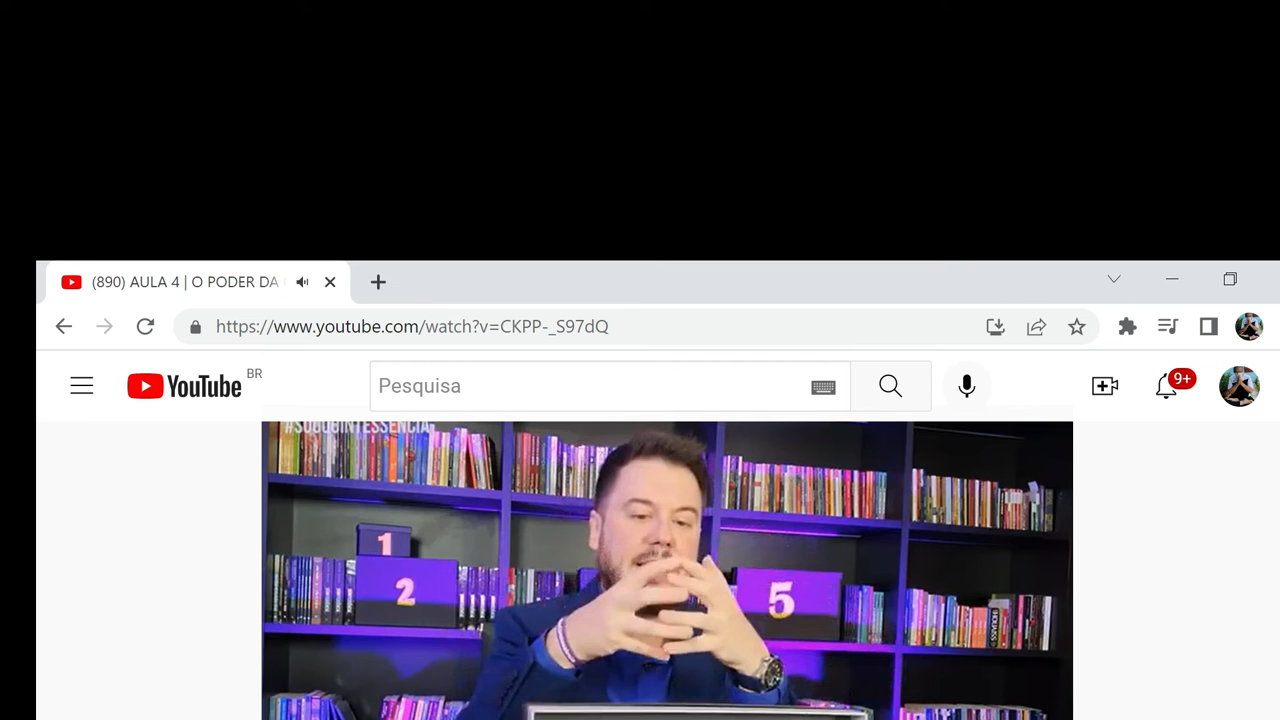 (890) AULA 4 | O PODER DA
https://www.youtube.com/watch?v=CKPP-_S97dQ
YouTube BR
Pesquisa
9+
1
2
5